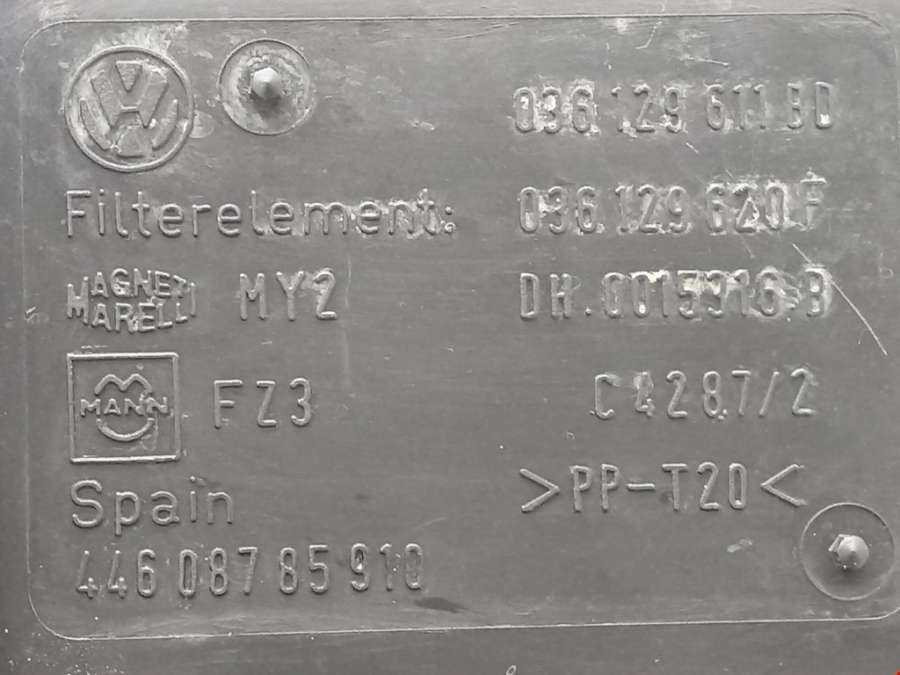 VW 036.129 611 BD
Filterelement: 036.129 620 F
MAGNETI MARELLI MY2 DH.0015916-B
MANN FZ3 C 4287/2
Spain >PP-T20<
446 087 85 910